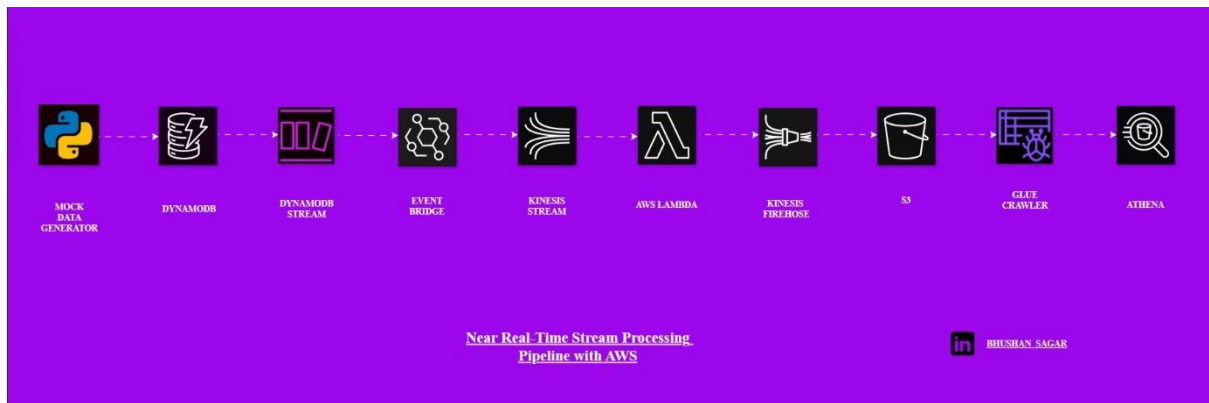 MOCK
DATA
GENERATOR
DYNAMODB
DYNAMODB
STREAM
EVENT
BRIDGE
KINESIS
STREAM
AWS LAMBDA
KINESIS
FIREHOSE
S3
GLUE
CRAWLER
ATHENA
Near Real-Time Stream Processing
Pipeline with AWS
in
BHUSHAN SAGAR